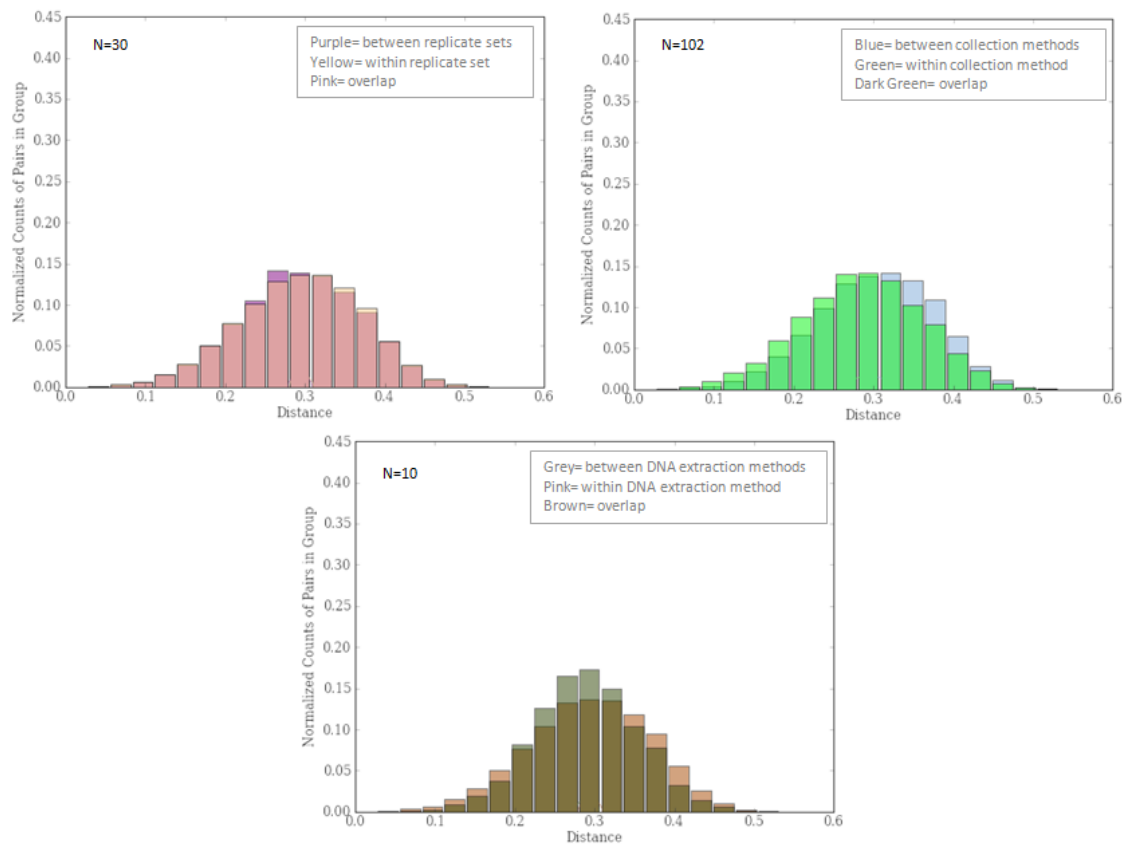 N=30
Purple= between replicate sets
Yellow= within replicate set
Pink= overlap
Normalized Counts of Pairs in Group
0.45
0.40
0.35
0.30
0.25
0.20
0.15
0.10
0.05
0.00
0.0 0.1 0.2 0.3 0.4 0.5 0.6
Distance
N=102
Blue= between collection methods
Green= within collection method
Dark Green= overlap
Normalized Counts of Pairs in Group
0.45
0.40
0.35
0.30
0.25
0.20
0.15
0.10
0.05
0.00
0.0 0.1 0.2 0.3 0.4 0.5 0.6
Distance
N=10
Grey= between DNA extraction methods
Pink= within DNA extraction method
Brown= overlap
Normalized Counts of Pairs in Group
0.45
0.40
0.35
0.30
0.25
0.20
0.15
0.10
0.05
0.00
0.0 0.1 0.2 0.3 0.4 0.5 0.6
Distance